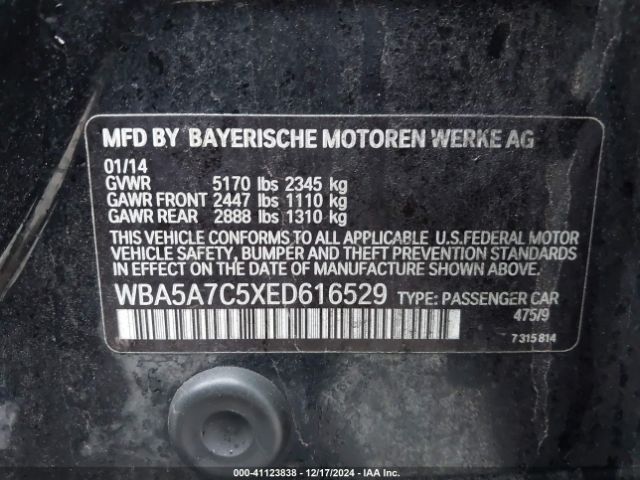 MFD BY BAYERISCHE MOTOREN WERKE AG
01/14
GVWR 5170 lbs 2345 kg
GAWR FRONT 2447 lbs 1110 kg
GAWR REAR 2888 lbs 1310 kg
THIS VEHICLE CONFORMS TO ALL APPLICABLE U.S.FEDERAL MOTOR
VEHICLE SAFETY, BUMPER AND THEFT PREVENTION STANDARDS
IN EFFECT ON THE DATE OF MANUFACTURE SHOWN ABOVE.
WBA5A7C5XED616529 TYPE: PASSENGER CAR
475/9
7 315 814
000-41123838 - 12/17/2024 - IAA Inc.